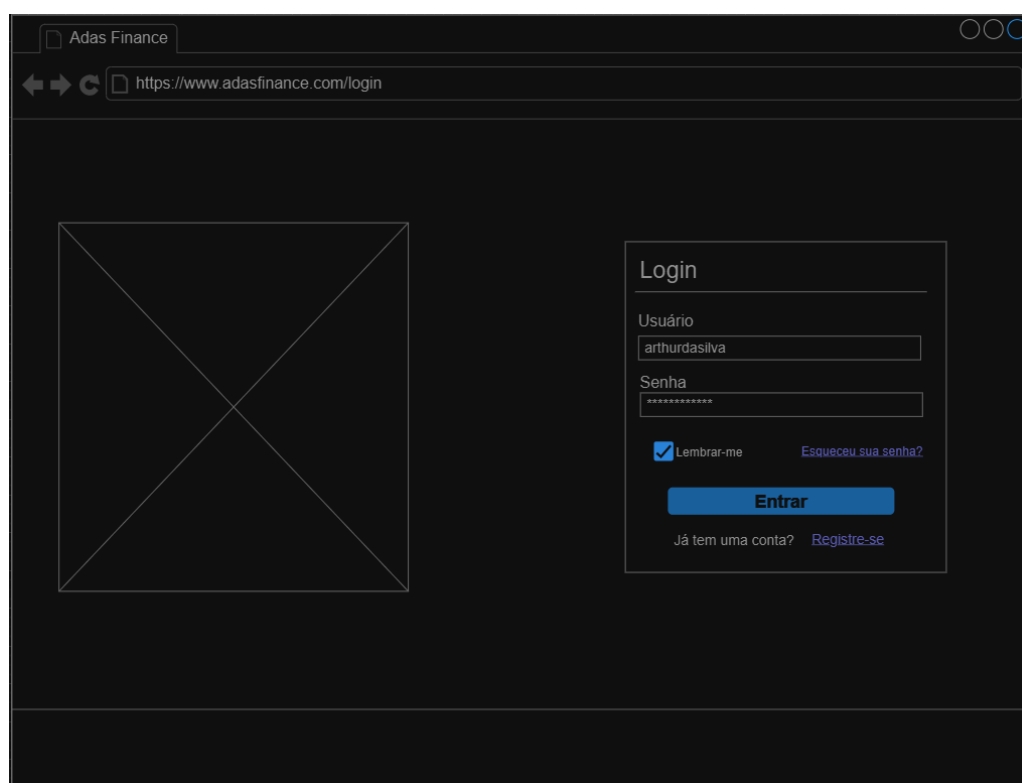 Adas Finance
https://www.adasfinance.com/login
Login
Usuário
arthurdasilva
Senha
************
Lembrar-me Esqueceu sua senha?
Entrar
Já tem uma conta? Registre-se